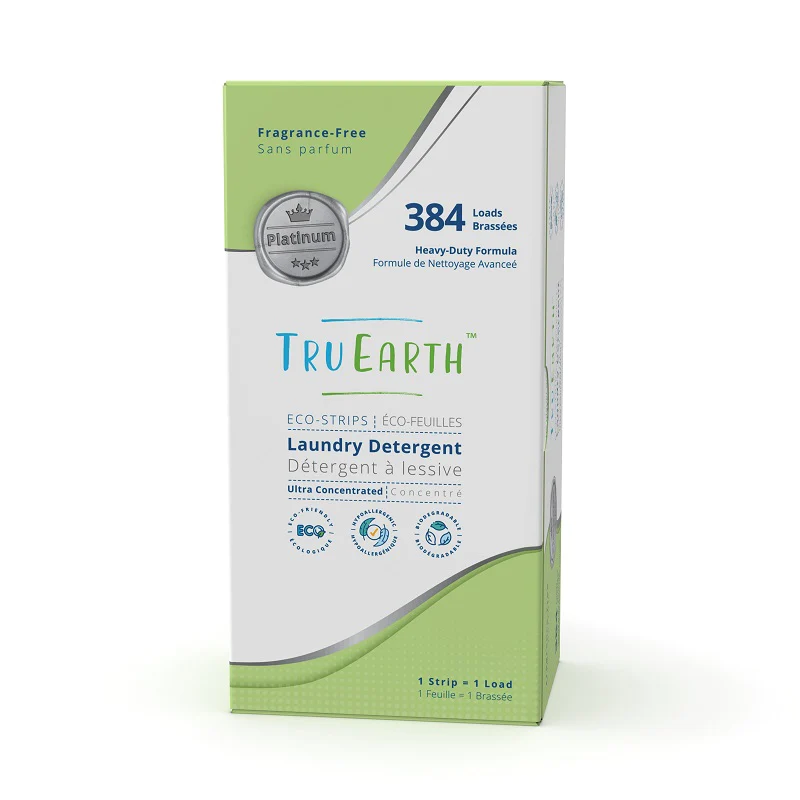 Fragrance-Free
Sans parfum
Platinum
384 Loads
Brassées
Heavy-Duty Formula
Formule de Nettoyage Avanceé
TRUEARTH™
ECO-STRIPS ¦ ÉCO-FEUILLES
Laundry Detergent
Détergent à lessive
Ultra Concentrated ¦ Concentré
ECO-FRIENDLY
ECO
ÉCOLOGIQUE
HYPOALLERGENIC
HYPOALLERGÉNIQUE
BIODEGRADABLE
BIODÉGRADABLE
1 Strip = 1 Load
1 Feuille = 1 Brassée